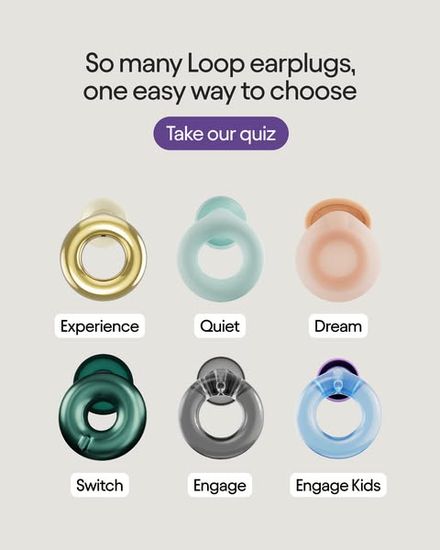 So many Loop earplugs,
one easy way to choose
Take our quiz
Experience
Quiet
Dream
Switch
Engage
Engage Kids